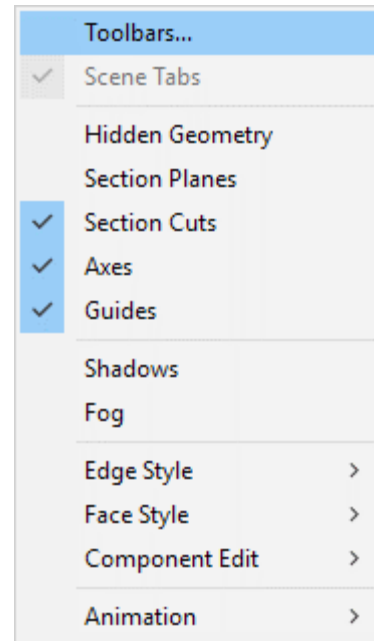 Toolbars...
Scene Tabs
Hidden Geometry
Section Planes
Section Cuts
Axes
Guides
Shadows
Fog
Edge Style
Face Style
Component Edit
Animation